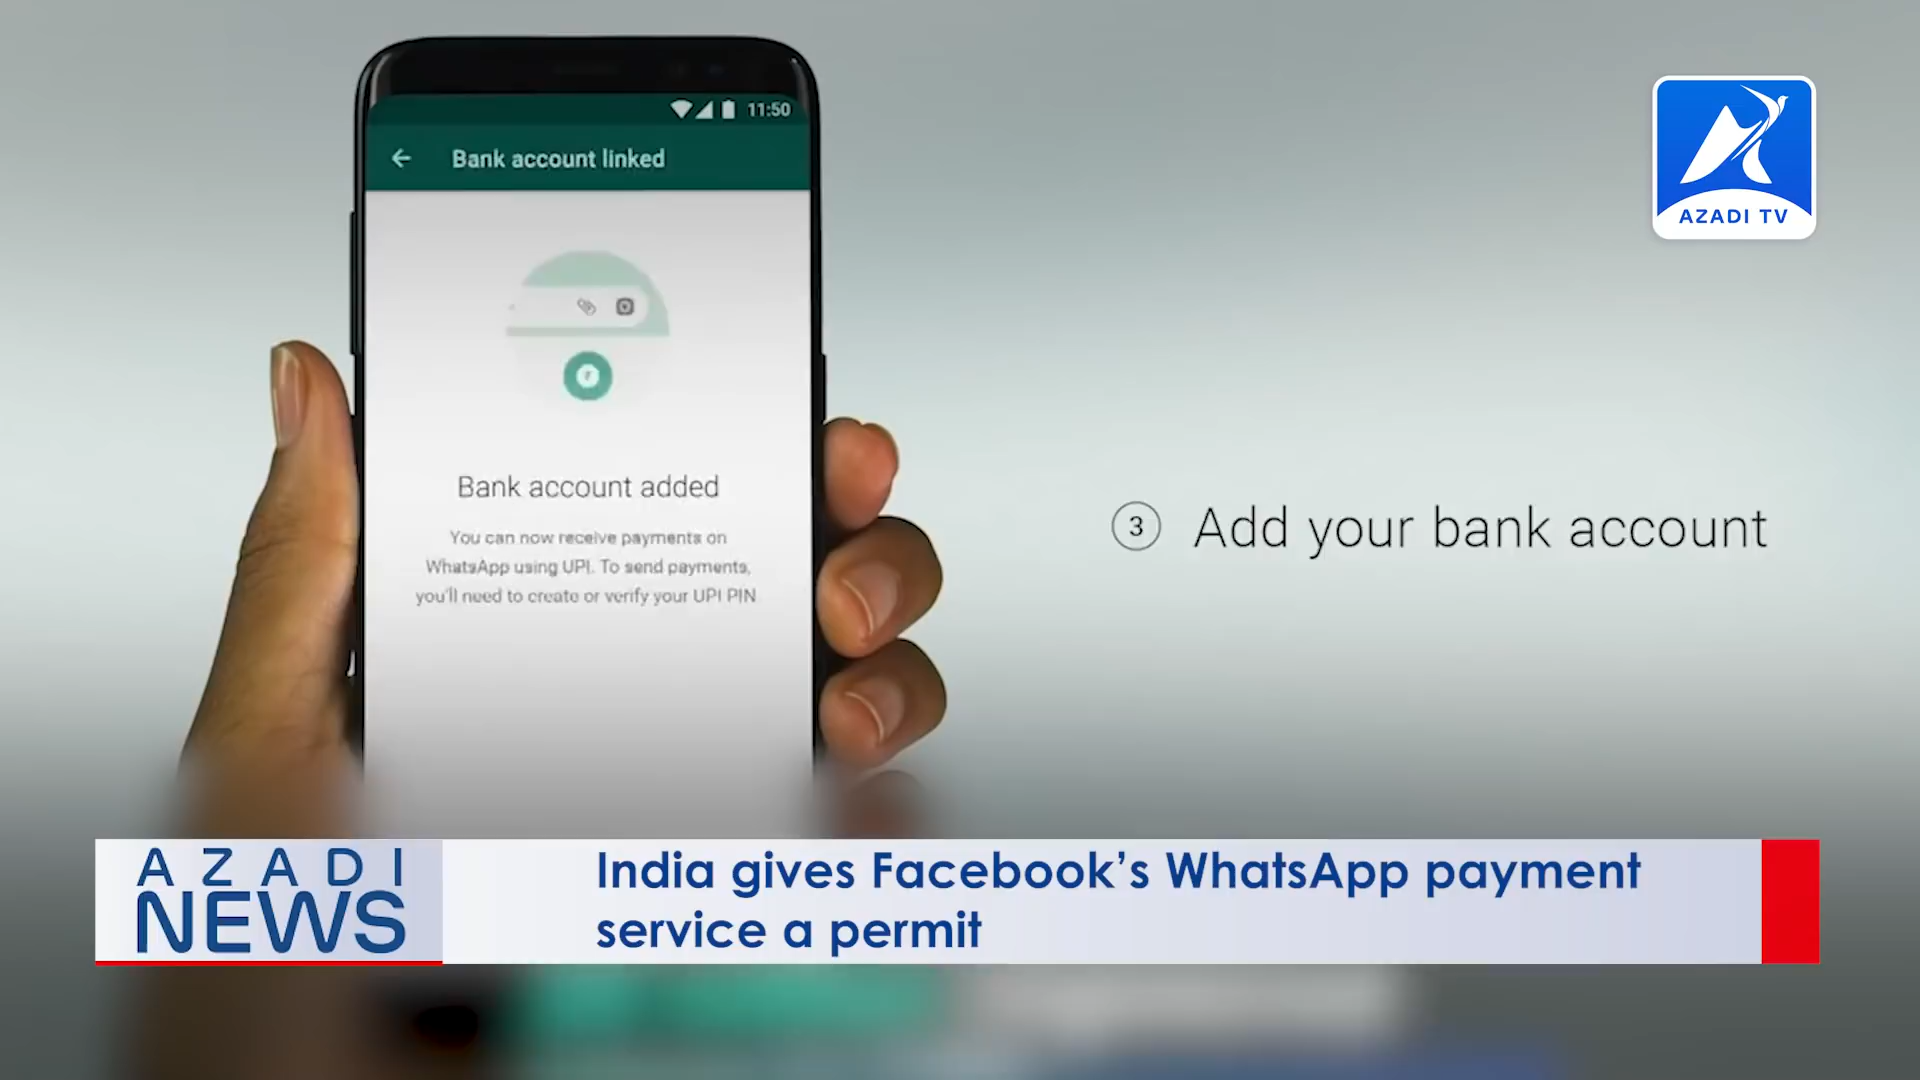 11:50
Bank account linked
AZADI TV
Bank account added
You can now receive payments on
WhatsApp using UPI. To send payments,
you'll need to create or verify your UPI PIN
3 Add your bank account
AZADI
NEWS
India gives Facebook’s WhatsApp payment
service a permit